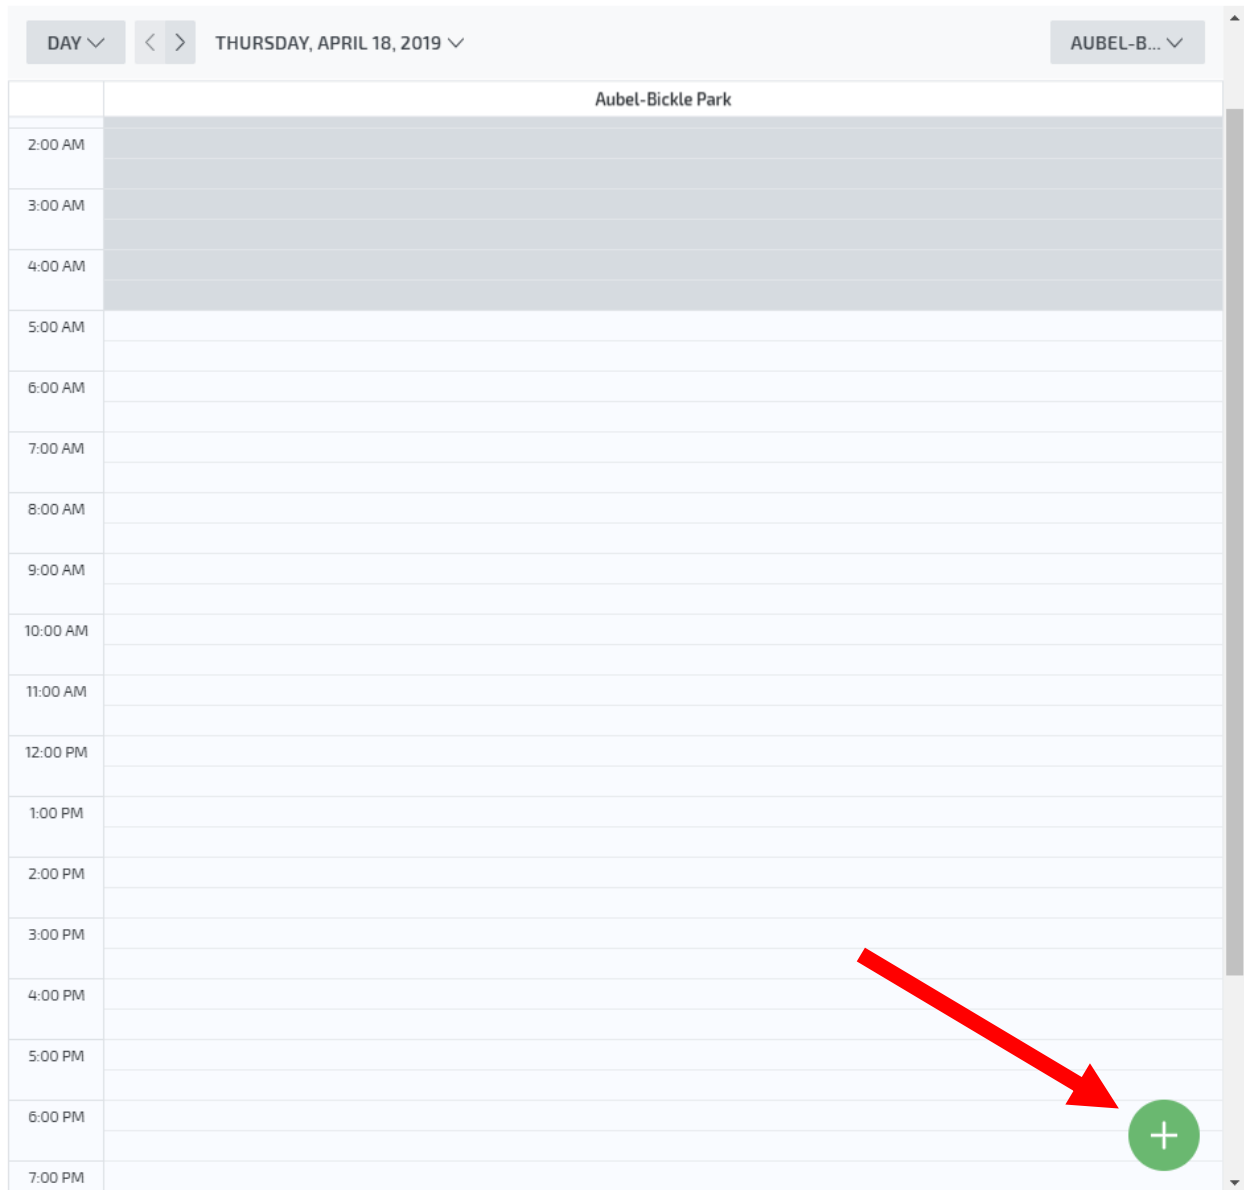 DAY THURSDAY, APRIL 18, 2019 AUBEL-B...
Aubel-Bickle Park
2:00 AM
3:00 AM
4:00 AM
5:00 AM
6:00 AM
7:00 AM
8:00 AM
9:00 AM
10:00 AM
11:00 AM
12:00 PM
1:00 PM
2:00 PM
3:00 PM
4:00 PM
5:00 PM
6:00 PM
7:00 PM